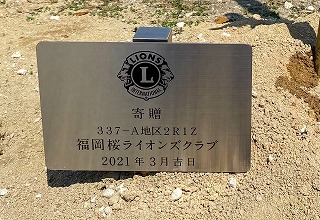 LIONS
L
INTERNATIONAL
寄贈
337-A地区2R1Z
福岡桜ライオンズクラブ
2021年3月吉日